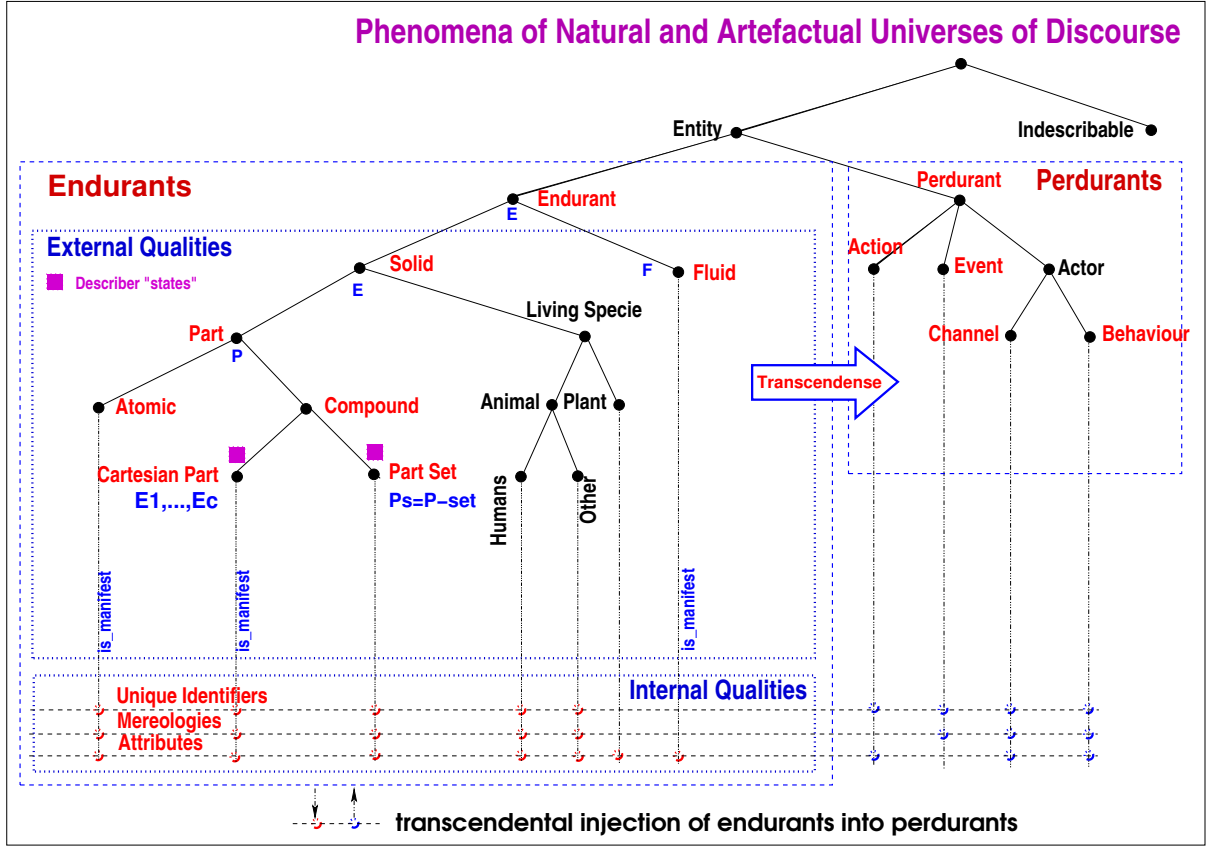 Phenomena of Natural and Artefactual Universes of Discourse
Entity
Indescribable
Endurants
Perdurants
Endurant
E
Perdurant
External Qualities
Describer "states"
Solid
E
F
Fluid
Action
Event
Actor
Part
P
Living Specie
Channel
Behaviour
Transcendense
Atomic
Compound
Animal
Plant
Cartesian Part
E1,...,Ec
Part Set
Ps=P-set
Humans
Other
is_manifest
is_manifest
is_manifest
Internal Qualities
Unique Identifiers
Mereologies
Attributes
transcendental injection of endurants into perdurants